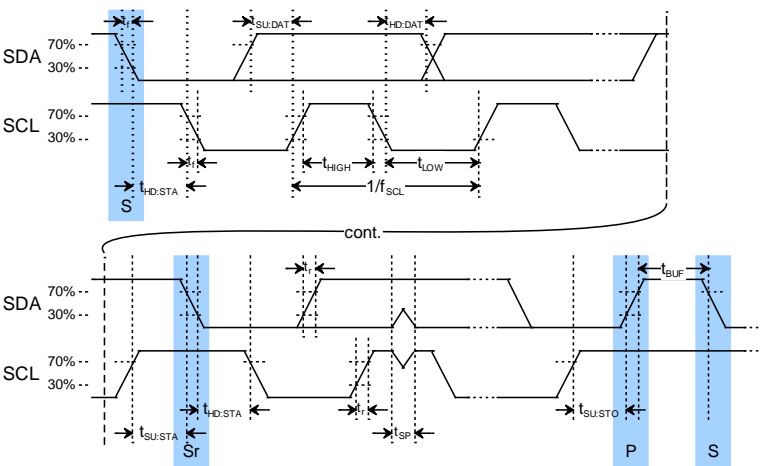 t_f t_SU:DAT t_HD:DAT
SDA 70%
30%
SCL 70%
30%
t_f t_HIGH t_LOW
t_HD:STA 1/f_SCL
S
cont.
t_r t_BUF
SDA 70%
30%
SCL 70%
30%
t_HD:STA t_r t_SU:STO
t_SU:STA t_SP
Sr P S